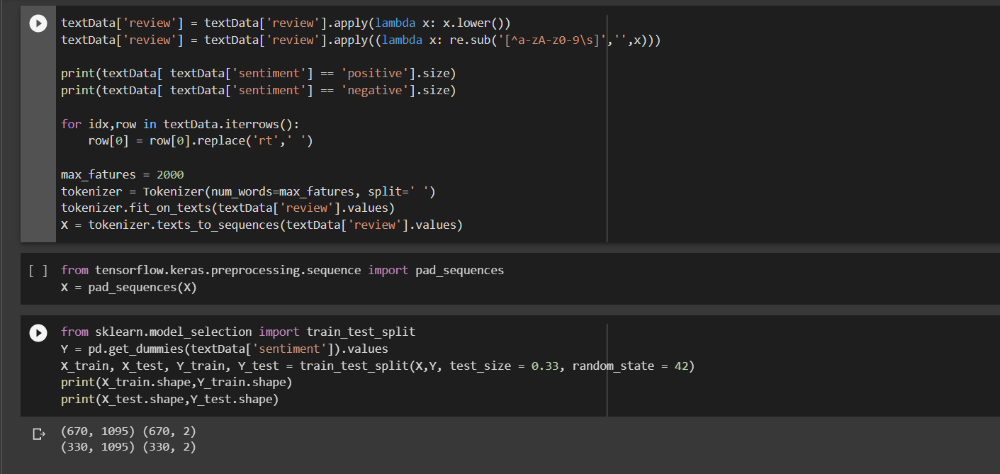 textData['review'] = textData['review'].apply(lambda x: x.lower())
textData['review'] = textData['review'].apply((lambda x: re.sub('[^a-zA-z0-9\s]','',x)))
print(textData[ textData['sentiment'] == 'positive'].size)
print(textData[ textData['sentiment'] == 'negative'].size)
for idx,row in textData.iterrows():
    row[0] = row[0].replace('rt',' ')
max_fatures = 2000
tokenizer = Tokenizer(num_words=max_fatures, split=' ')
tokenizer.fit_on_texts(textData['review'].values)
X = tokenizer.texts_to_sequences(textData['review'].values)
[ ] from tensorflow.keras.preprocessing.sequence import pad_sequences
X = pad_sequences(X)
from sklearn.model_selection import train_test_split
Y = pd.get_dummies(textData['sentiment']).values
X_train, X_test, Y_train, Y_test = train_test_split(X,Y, test_size = 0.33, random_state = 42)
print(X_train.shape,Y_train.shape)
print(X_test.shape,Y_test.shape)
(670, 1095) (670, 2)
(330, 1095) (330, 2)